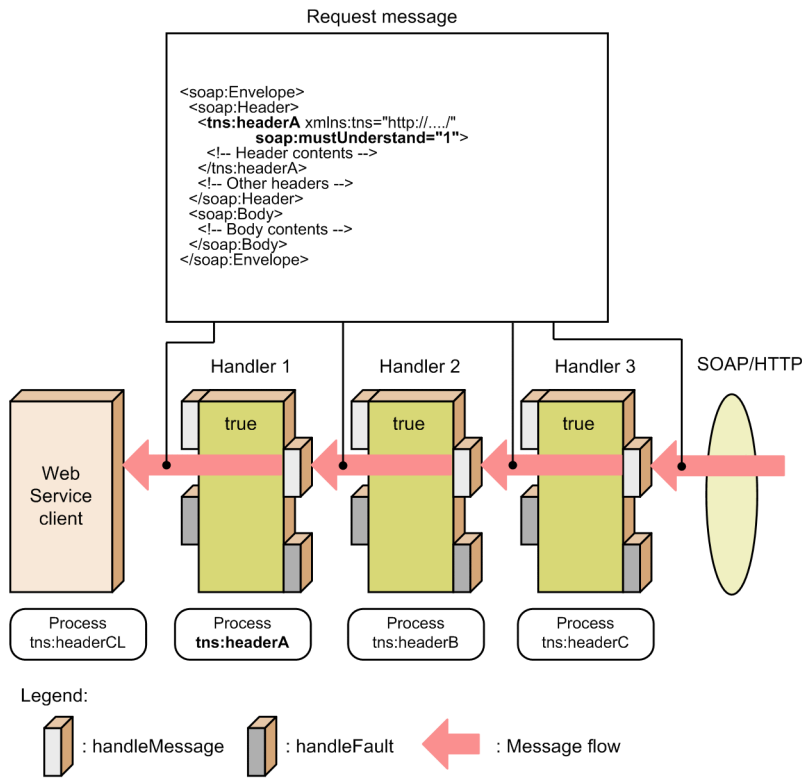 Request message
<soap:Envelope>
<soap:Header>
<tns:headerA xmlns:tns="http://..../"
soap:mustUnderstand="1">
<!-- Header contents -->
</tns:headerA>
<!-- Other headers -->
</soap:Header>
<soap:Body>
<!-- Body contents -->
</soap:Body>
</soap:Envelope>
Handler 1
Handler 2
Handler 3
SOAP/HTTP
true
true
true
Web
Service
client
Process
tns:headerCL
Process
tns:headerA
Process
tns:headerB
Process
tns:headerC
Legend:
: handleMessage
: handleFault
: Message flow